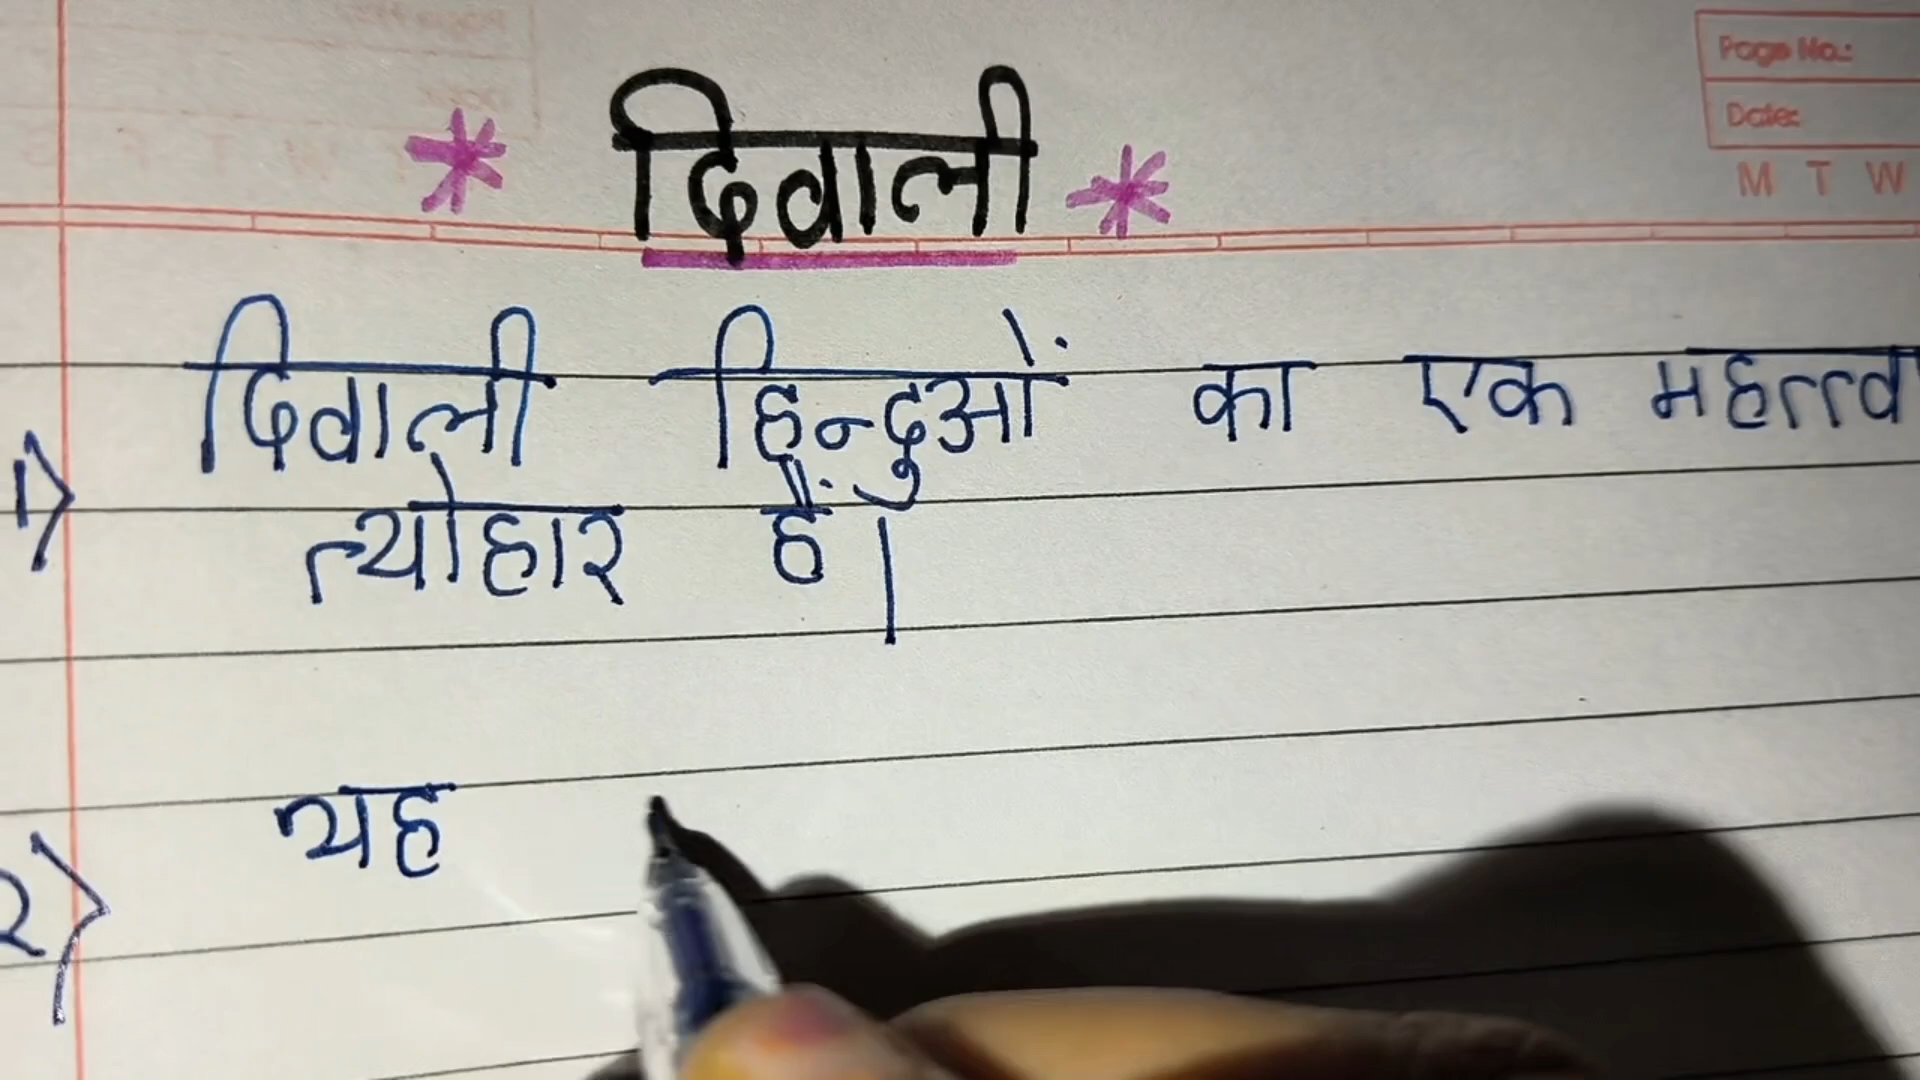 Page No.:
Date:
M T W
दिवाली
1) दिवाली हिन्दुओं का एक महत्त्व
त्योहार हैं।
2) यह